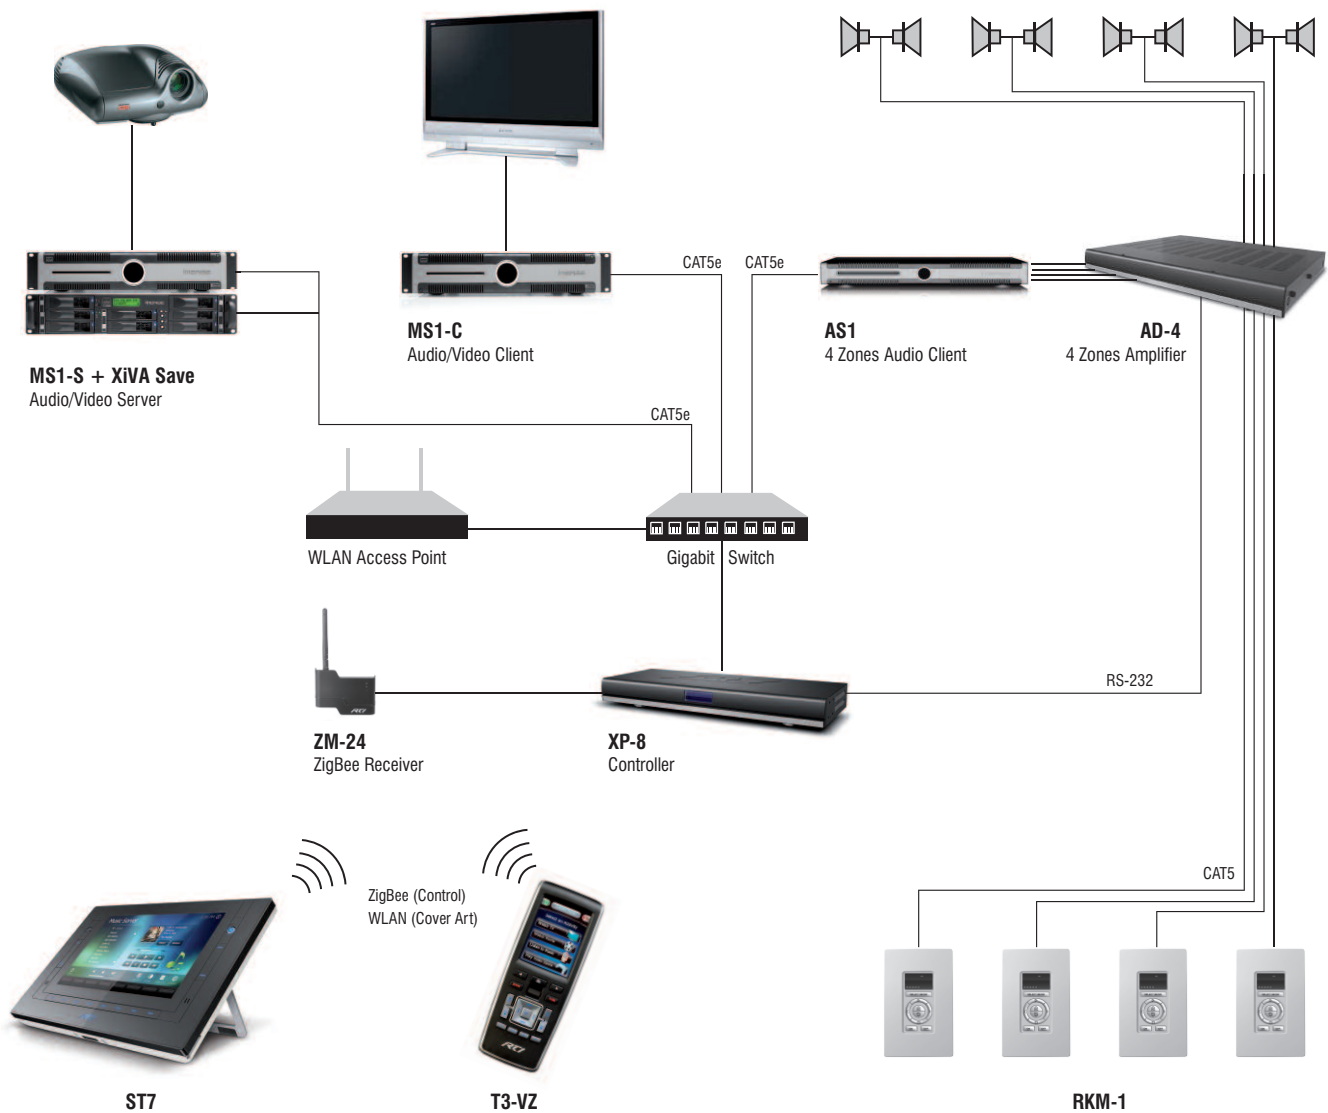 CAT5e
CAT5e
MS1-C
Audio/Video Client
AS1
4 Zones Audio Client
AD-4
4 Zones Amplifier
MS1-S + XiVA Save
Audio/Video Server
CAT5e
WLAN Access Point
Gigabit Switch
RS-232
ZM-24
ZigBee Receiver
XP-8
Controller
CAT5
ZigBee (Control)
WLAN (Cover Art)
RTI
ST7
T3-VZ
RKM-1